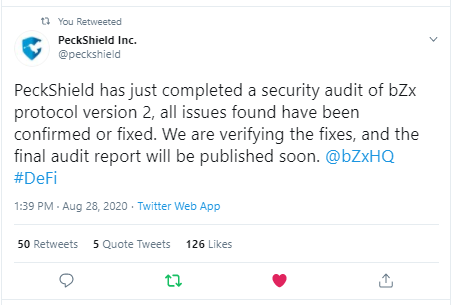 You Retweeted
PeckShield Inc.
@peckshield
PeckShield has just completed a security audit of bZx
protocol version 2, all issues found have been
confirmed or fixed. We are verifying the fixes, and the
final audit report will be published soon. @bZxHQ
#DeFi
1:39 PM · Aug 28, 2020 · Twitter Web App
50 Retweets 5 Quote Tweets 126 Likes